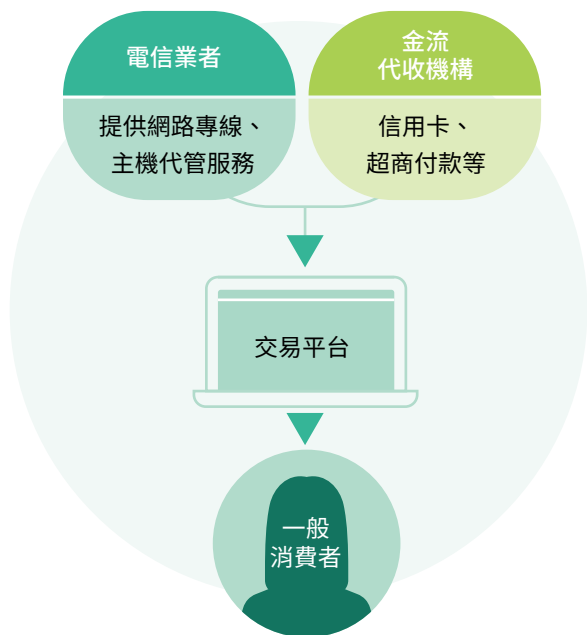 電信業者
提供網路專線、
主機代管服務
金流
代收機構
信用卡、
超商付款等
交易平台
一般
消費者